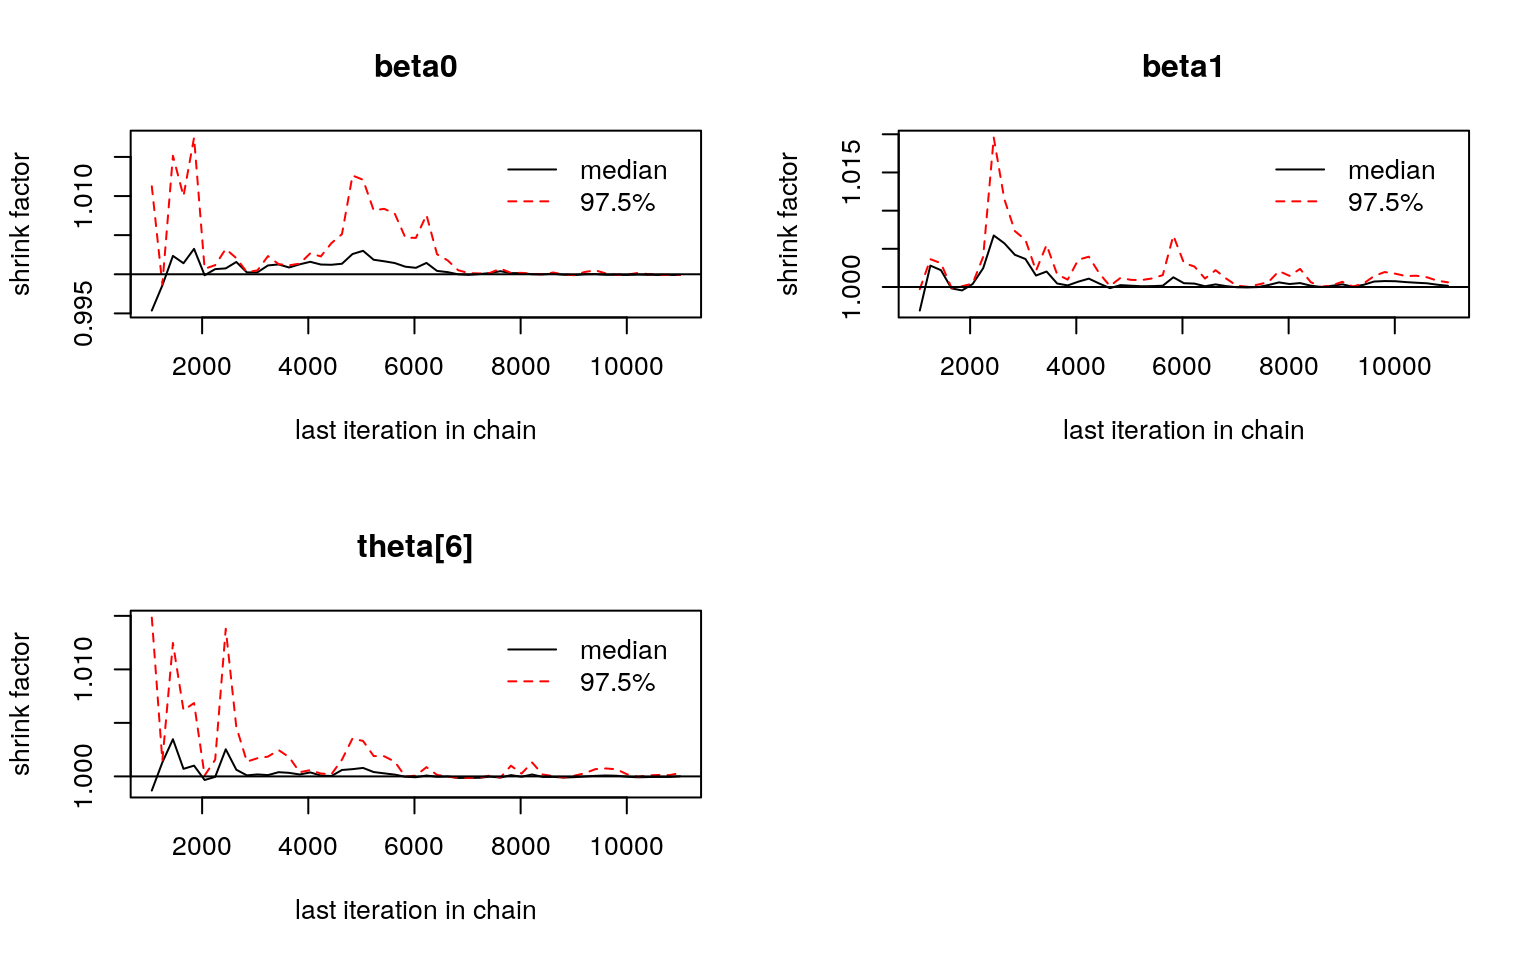 beta0
shrink factor
0.995
1.010
median
97.5%
2000 4000 6000 8000 10000
last iteration in chain
beta1
shrink factor
1.000
1.015
median
97.5%
2000 4000 6000 8000 10000
last iteration in chain
theta[6]
shrink factor
1.000
1.010
median
97.5%
2000 4000 6000 8000 10000
last iteration in chain